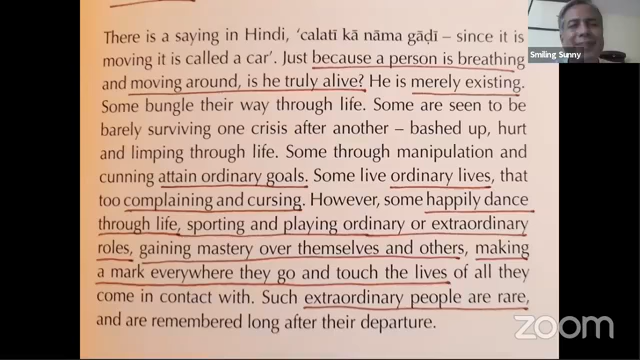 There is a saying in Hindi, ‘calatī kā nāma gāḍī – since it is
moving it is called a car’. Just because a person is breathing
and moving around, is he truly alive? He is merely existing.
Some bungle their way through life. Some are seen to be
barely surviving one crisis after another – bashed up, hurt
and limping through life. Some through manipulation and
cunning attain ordinary goals. Some live ordinary lives, that
too complaining and cursing. However, some happily dance
through life, sporting and playing ordinary or extraordinary
roles, gaining mastery over themselves and others, making
a mark everywhere they go and touch the lives of all they
come in contact with. Such extraordinary people are rare,
and are remembered long after their departure.
Smiling Sunny
zoom